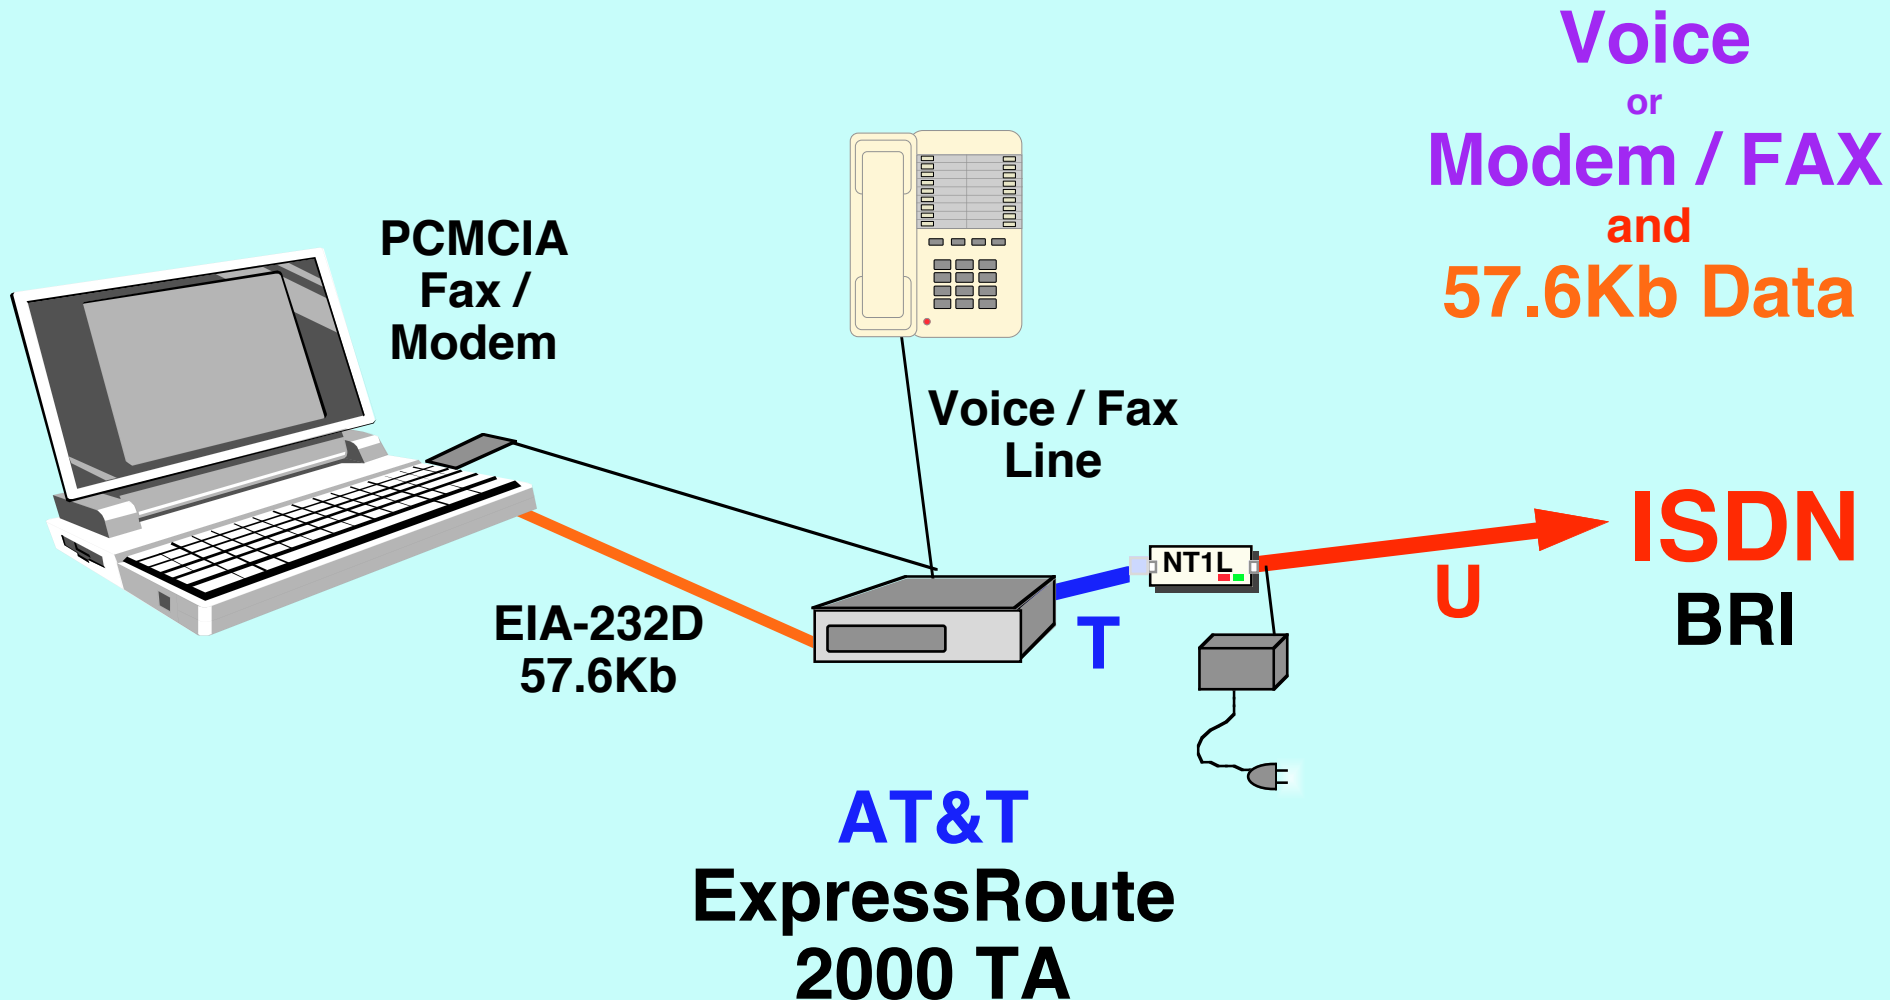 Voice
or
Modem / FAX
and
57.6Kb Data
PCMCIA
Fax /
Modem
Voice / Fax
Line
ISDN
BRI
NT1L
U
T
EIA-232D
57.6Kb
AT&T
ExpressRoute
2000 TA